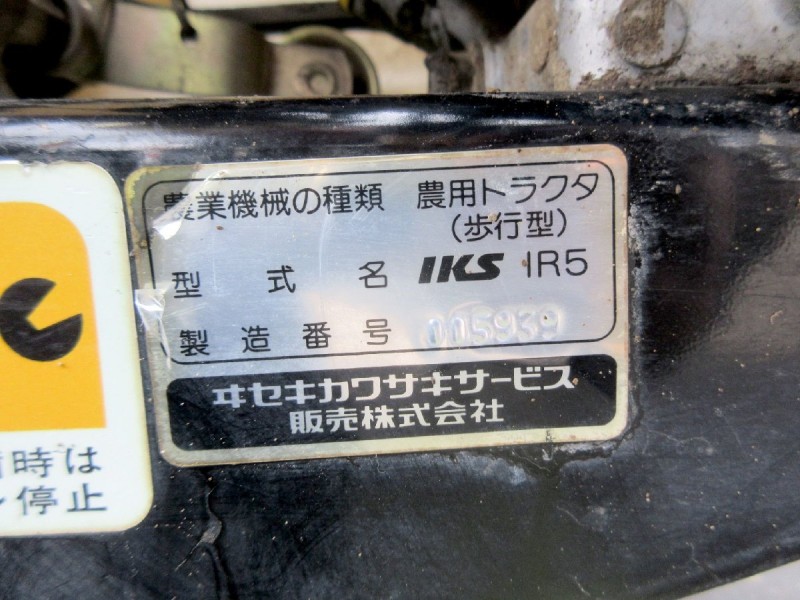 農業機械の種類 農用トラクタ
(歩行型)
型式名 IKS IR5
製造番号 005939
ヰセキカワサキサービス
販売株式会社
時は
停止